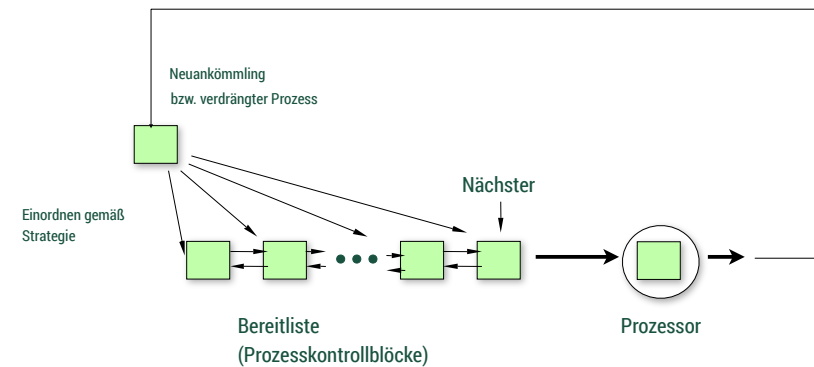 Neuankömmling
bzw. verdrängter Prozess
Nächster
Einordnen gemäß
Strategie
Bereitliste
(Prozesskontrollblöcke)
Prozessor